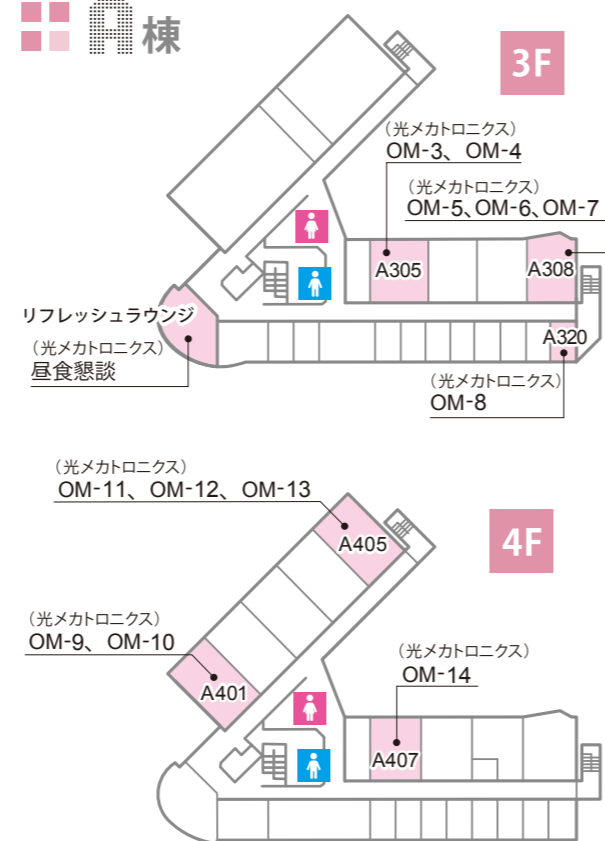 A棟
3F
（光メカトロニクス）
OM-3、OM-4
（光メカトロニクス）
OM-5、OM-6、OM-7
A305
A308
リフレッシュラウンジ
（光メカトロニクス）
昼食懇談
A320
（光メカトロニクス）
OM-8
（光メカトロニクス）
OM-11、OM-12、OM-13
4F
A405
（光メカトロニクス）
OM-9、OM-10
A401
（光メカトロニクス）
OM-14
A407